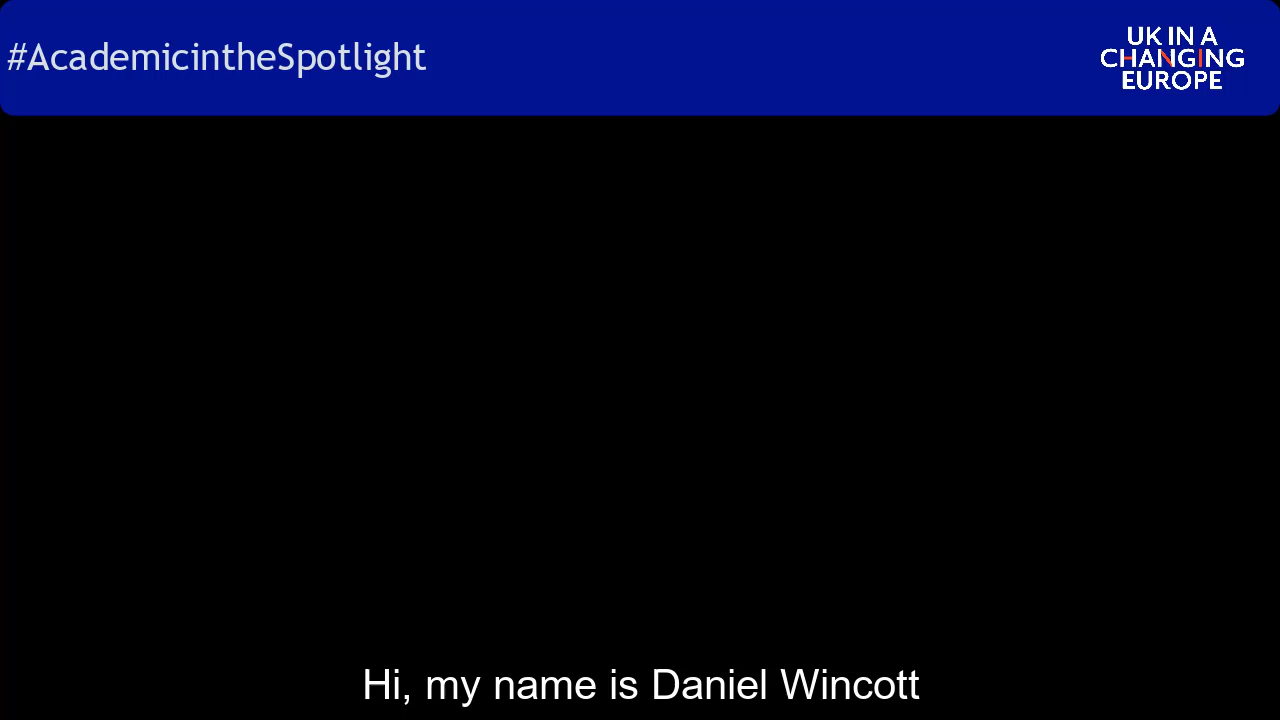 #AcademicintheSpotlight
UK IN A
CHANGING
EUROPE
Hi, my name is Daniel Wincott